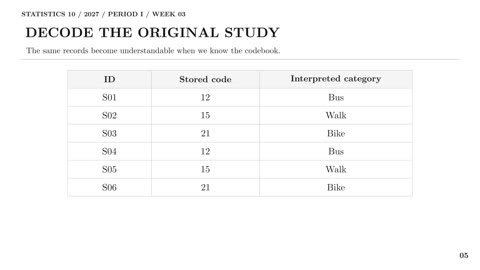 STATISTICS 10 / 2027 / PERIOD I / WEEK 03
DECODE THE ORIGINAL STUDY
The same records become understandable when we know the codebook.
ID Stored code Interpreted category
S01 12 Bus
S02 15 Walk
S03 21 Bike
S04 12 Bus
S05 15 Walk
S06 21 Bike
05